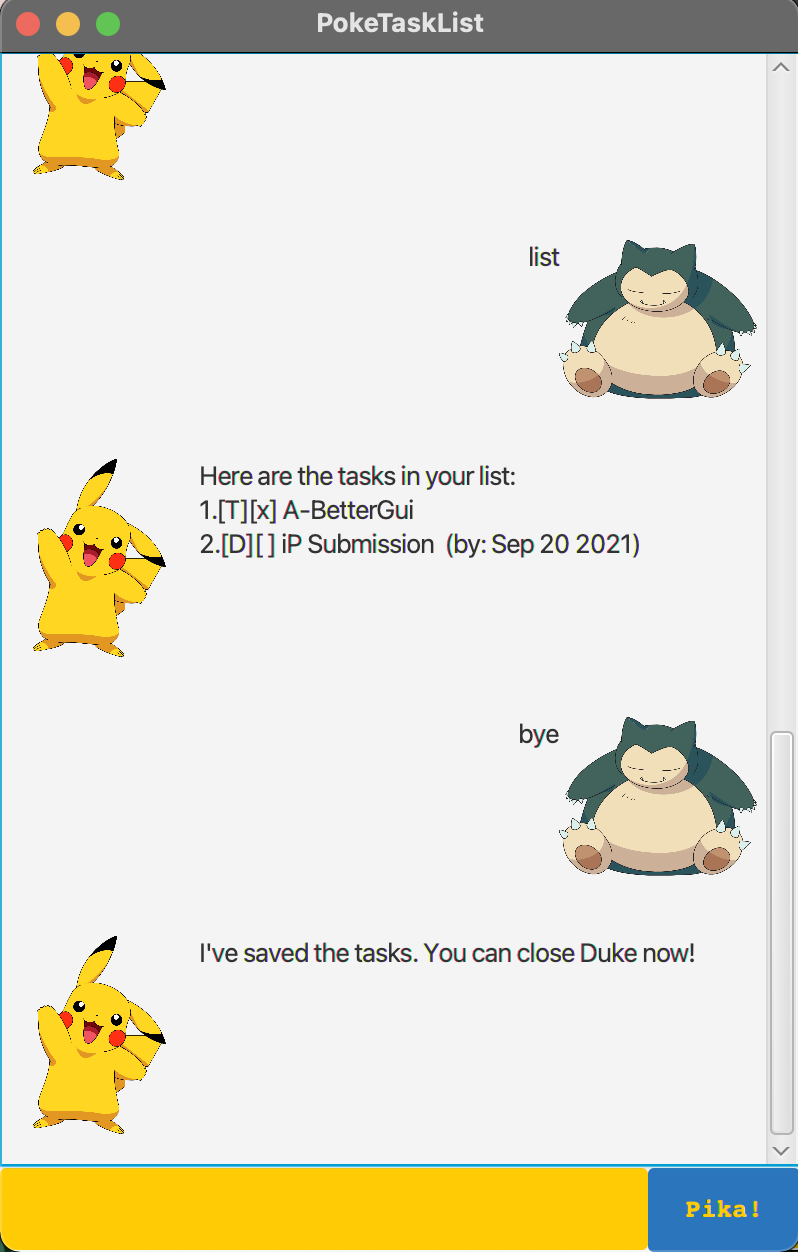 PokeTaskList
list
Here are the tasks in your list:
1.[T][x] A-BetterGui
2.[D][ ] iP Submission  (by: Sep 20 2021)
bye
I've saved the tasks. You can close Duke now!
Pika!